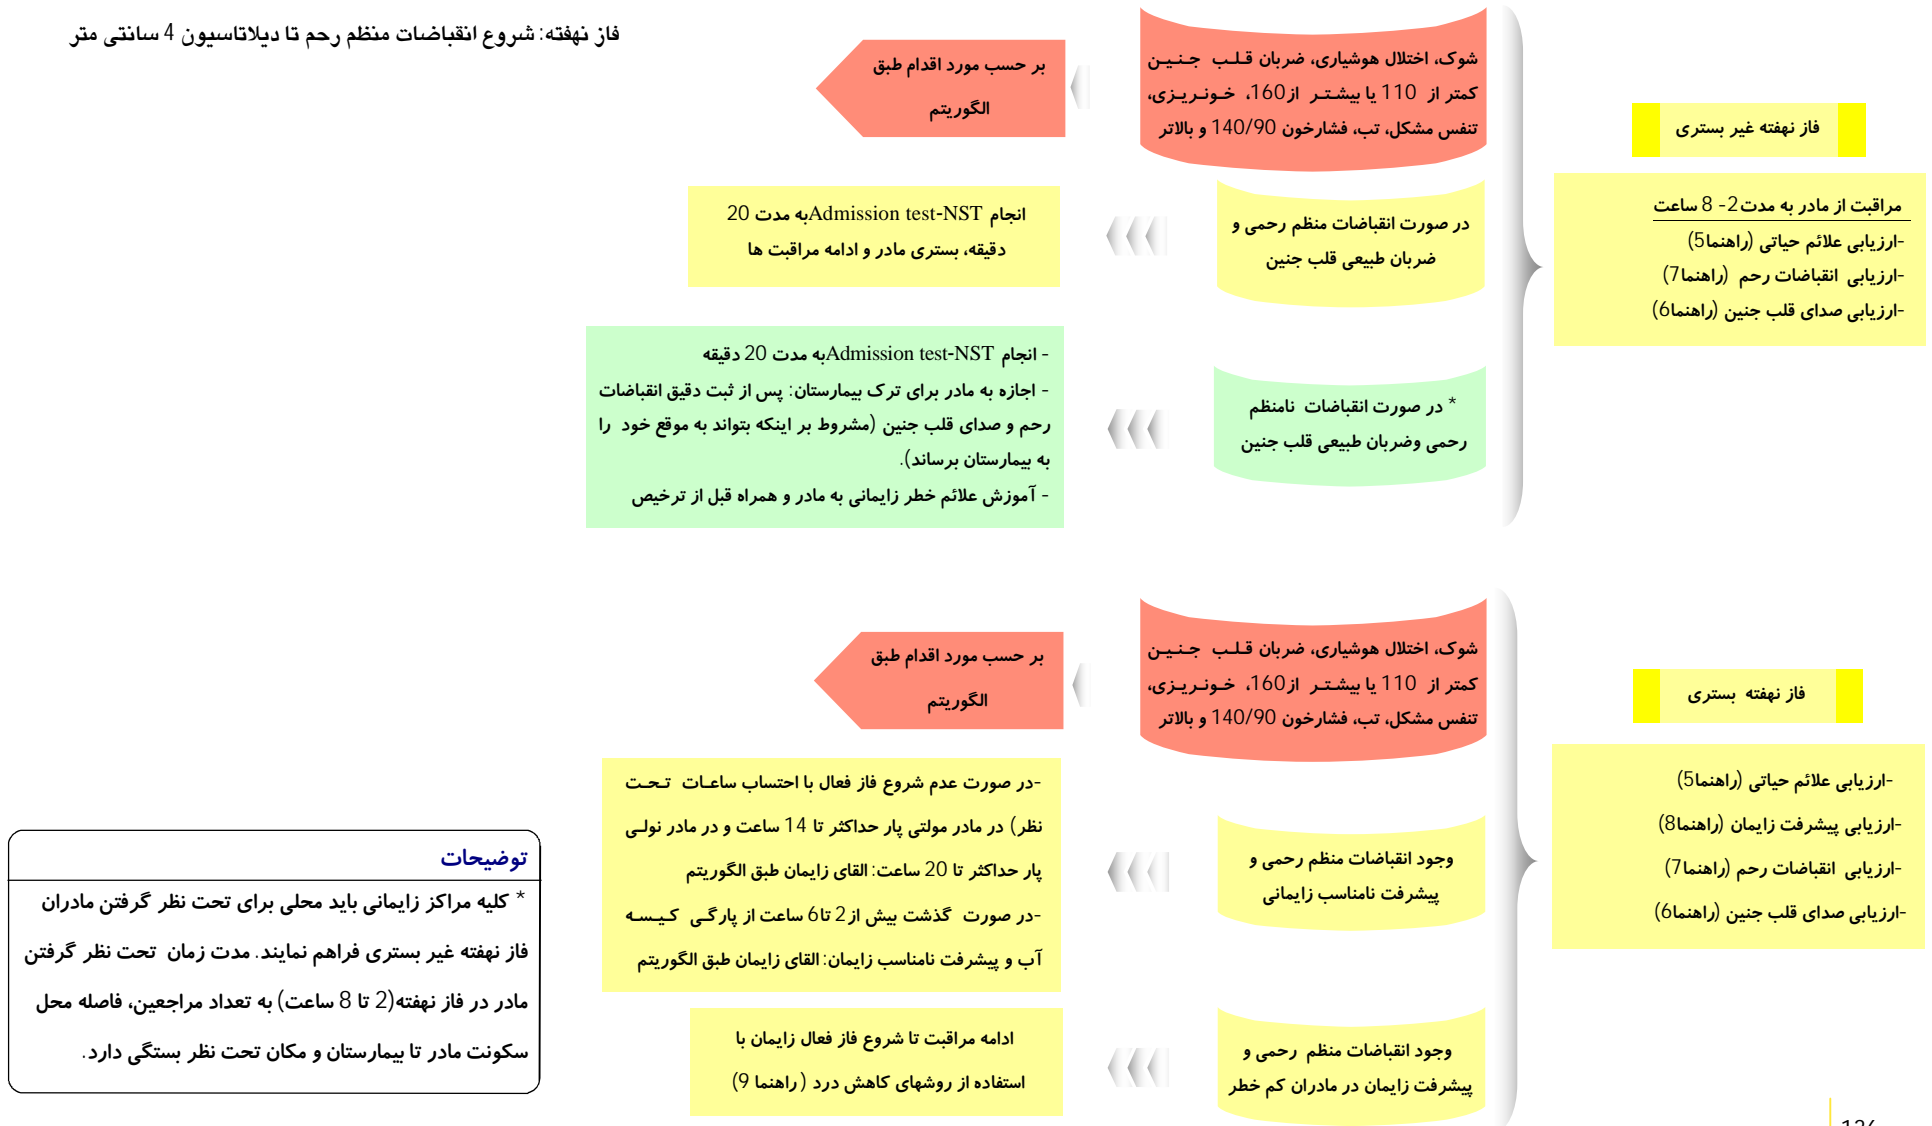 فاز نهفته: شروع انقباضات منظم رحم تا دیلاتاسیون 4 سانتی متر
فاز نهفته غیر بستری
مراقبت از مادر به مدت 2- 8 ساعت
-ارزیابی علائم حیاتی (راهنما5)
-ارزیابی انقباضات رحم (راهنما7)
-ارزیابی صدای قلب جنین (راهنما6)
شوک، اختلال هوشیاری، ضربان قلب جنین
کمتر از 110 یا بیشتر از160، خونریزی،
تنفس مشکل، تب، فشارخون 140/90 و بالاتر
بر حسب مورد اقدام طبق
الگوریتم
در صورت انقباضات منظم رحمی و
ضربان طبیعی قلب جنین
انجام Admission test-NSTبه مدت 20
دقیقه، بستری مادر و ادامه مراقبت ها
* در صورت انقباضات نامنظم
رحمی وضربان طبیعی قلب جنین
- انجام Admission test-NSTبه مدت 20 دقیقه
- اجازه به مادر برای ترک بیمارستان: پس از ثبت دقیق انقباضات
رحم و صدای قلب جنین (مشروط بر اینکه بتواند به موقع خود را
به بیمارستان برساند).
- آموزش علائم خطر زایمانی به مادر و همراه قبل از ترخیص
فاز نهفته بستری
-ارزیابی علائم حیاتی (راهنما5)
-ارزیابی پیشرفت زایمان (راهنما8)
-ارزیابی انقباضات رحم (راهنما7)
-ارزیابی صدای قلب جنین (راهنما6)
شوک، اختلال هوشیاری، ضربان قلب جنین
کمتر از 110 یا بیشتر از160، خونریزی،
تنفس مشکل، تب، فشارخون 140/90 و بالاتر
بر حسب مورد اقدام طبق
الگوریتم
وجود انقباضات منظم رحمی و
پیشرفت نامناسب زایمانی
-در صورت عدم شروع فاز فعال با احتساب ساعات تحت
نظر) در مادر مولتی پار حداکثر تا 14 ساعت و در مادر نولی
پار حداکثر تا 20 ساعت: القای زایمان طبق الگوریتم
-در صورت گذشت بیش از2 تا6 ساعت از پارگی کیسه
آب و پیشرفت نامناسب زایمان: القای زایمان طبق الگوریتم
وجود انقباضات منظم رحمی و
پیشرفت زایمان در مادران کم خطر
ادامه مراقبت تا شروع فاز فعال زایمان با
استفاده از روشهای کاهش درد ( راهنما 9)
توضیحات
* کلیه مراکز زایمانی باید محلی برای تحت نظر گرفتن مادران
فاز نهفته غیر بستری فراهم نمایند. مدت زمان تحت نظر گرفتن
مادر در فاز نهفته(2 تا 8 ساعت) به تعداد مراجعین، فاصله محل
سکونت مادر تا بیمارستان و مکان تحت نظر بستگی دارد.